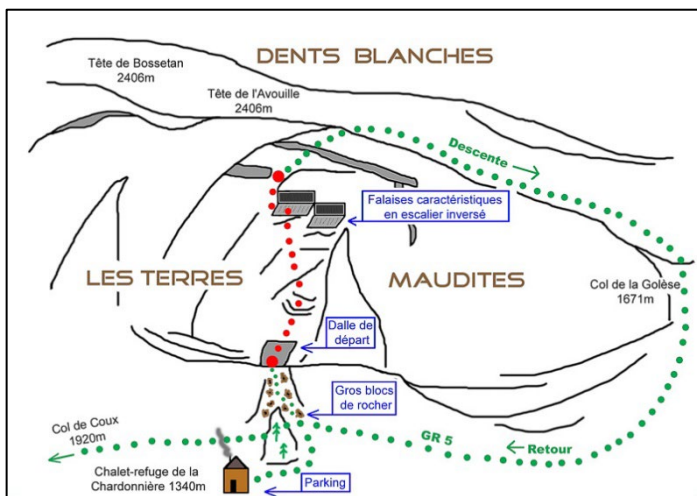 DENTS BLANCHES
Tête de Bossetan
2406m
Tête de l'Avouille
2406m
Descente
Falaises caractéristiques
en escalier inversé
LES TERRES
MAUDITES
Col de la Golèse
1671m
Dalle de
départ
Gros blocs
de rocher
Col de Coux
1920m
GR 5
Retour
Chalet-refuge de la
Chardonnière 1340m
Parking